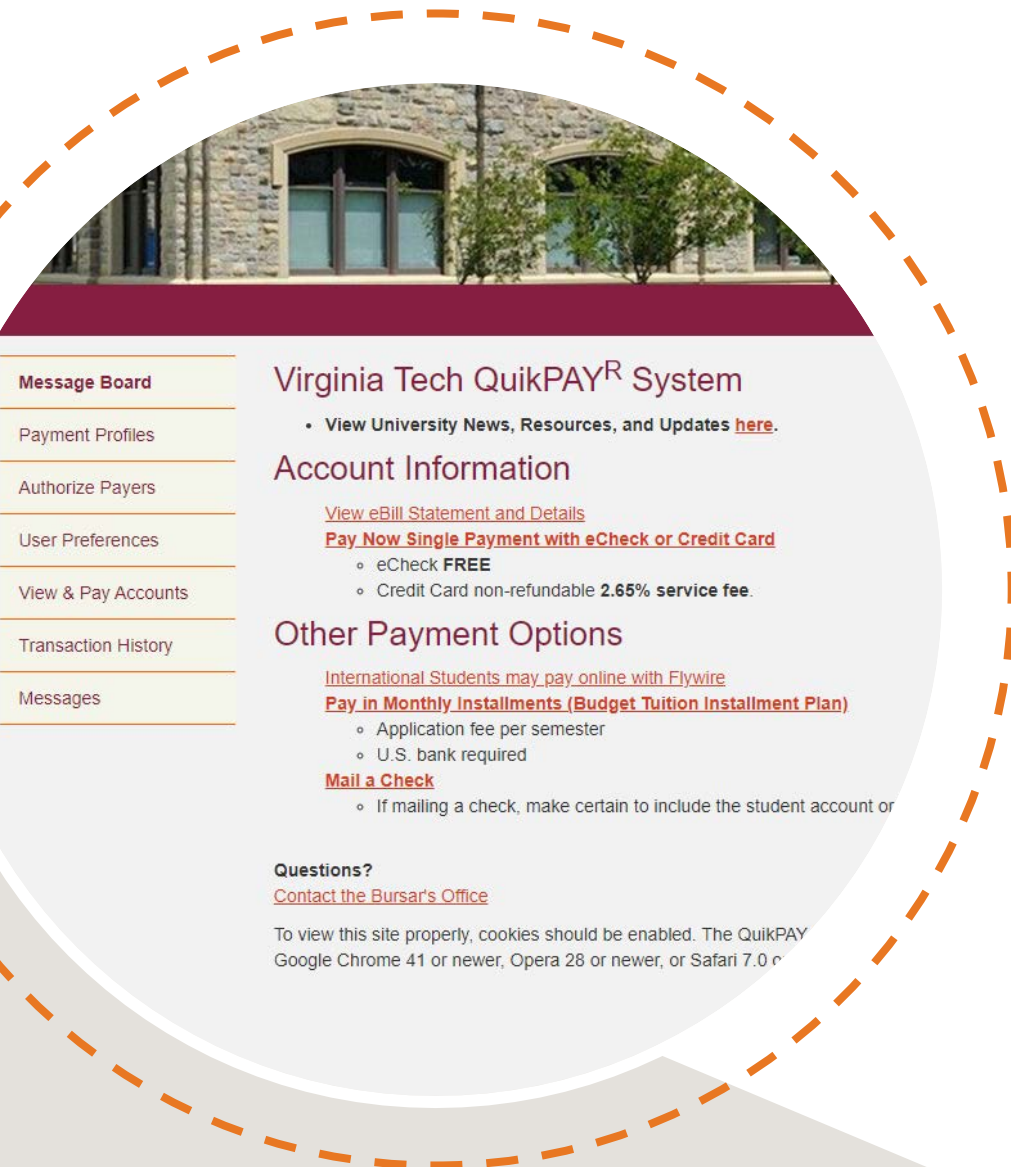 Message Board
Payment Profiles
Authorize Payers
User Preferences
View & Pay Accounts
Transaction History
Messages
Virginia Tech QuikPAYR System
• View University News, Resources, and Updates here.
Account Information
View eBill Statement and Details
Pay Now Single Payment with eCheck or Credit Card
◦ eCheck FREE
◦ Credit Card non-refundable 2.65% service fee.
Other Payment Options
International Students may pay online with Flywire
Pay in Monthly Installments (Budget Tuition Installment Plan)
◦ Application fee per semester
◦ U.S. bank required
Mail a Check
◦ If mailing a check, make certain to include the student account or
Questions?
Contact the Bursar's Office
To view this site properly, cookies should be enabled. The QuikPAY
Google Chrome 41 or newer, Opera 28 or newer, or Safari 7.0